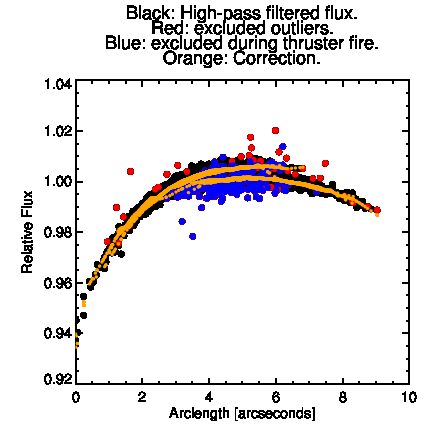 Black: High-pass filtered flux.
Red: excluded outliers.
Blue: excluded during thruster fire.
Orange: Correction.
1.04
1.02
1.00
0.98
0.96
0.94
0.92
Relative Flux
0 2 4 6 8 10
Arclength [arcseconds]